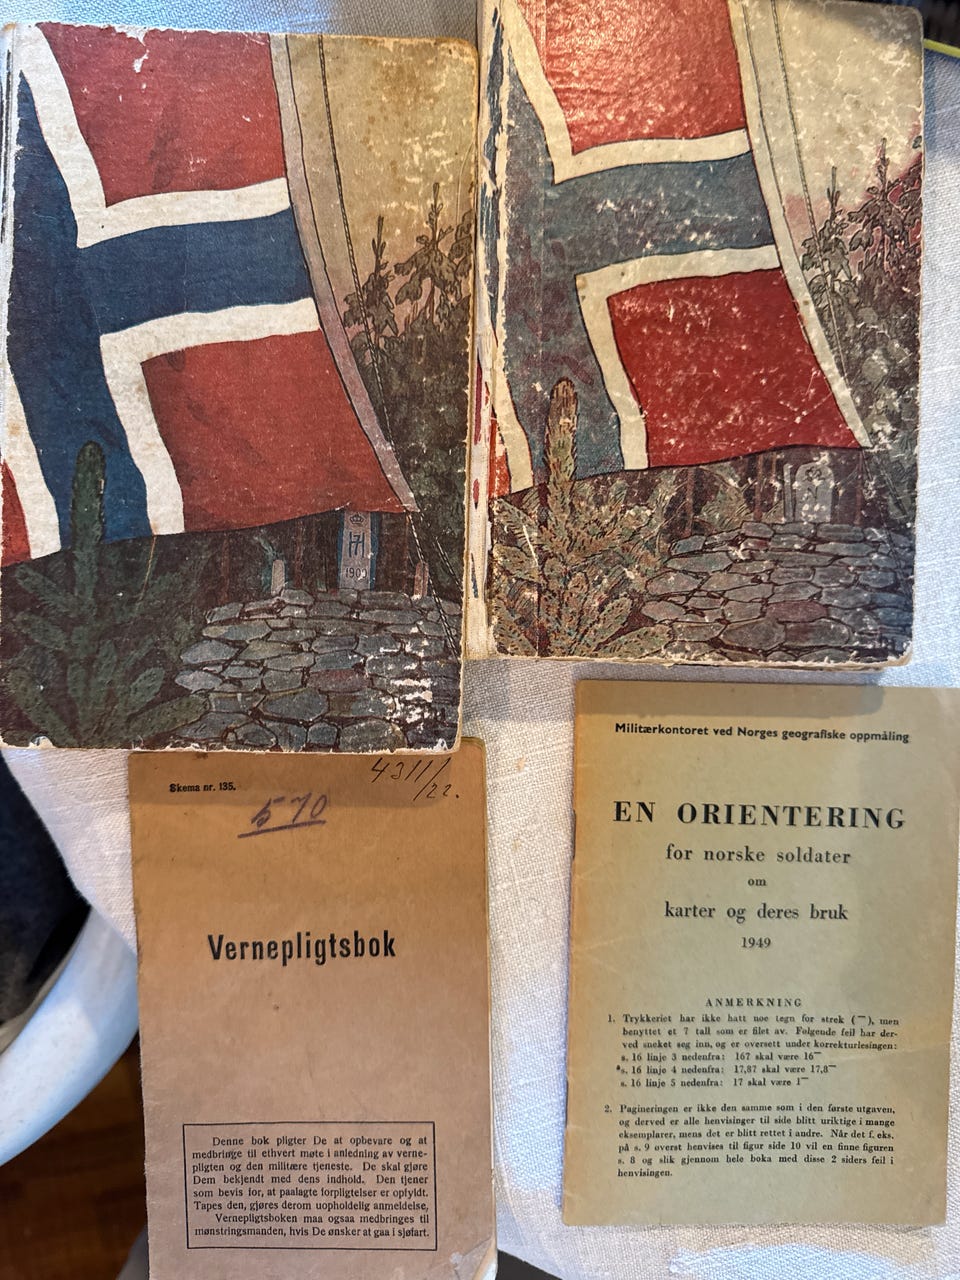 H7
1909
Skema nr. 135.
4311/22.
570
Vernepligtsbok
Denne bok pligter De at opbevare og at
medbringe til ethvert møte i anledning av verne-
pligten og den militære tjeneste. De skal gjøre
Dem bekjendt med dens indhold. Den tjener
som bevis for, at paalagte forpligtelser er opfyldt.
Tapes den, gjøres derom uopholdelig anmeldelse,
Vernepligtsboken maa ogsaa medbringes til
mønstringsmanden, hvis De ønsker at gaa i sjøfart.
Militærkontoret ved Norges geografiske oppmåling
EN ORIENTERING
for norske soldater
om
karter og deres bruk
1949
ANMERKNING
1. Trykkeriet har ikke hatt noe tegn for strek (—), men
benyttet et 7 tall som er filet av. Følgende feil har der-
ved sneket seg inn, og er oversett under korrekturlesingen:
s. 16 linje 3 nedenfra: 167 skal være 16—
*s. 16 linje 4 nedenfra: 17,87 skal være 17,8—
s. 16 linje 5 nedenfra: 17 skal være 1—
2. Pagineringen er ikke den samme som i den første utgaven,
og derved er alle henvisinger til side blitt uriktige i mange
eksemplarer, mens det er blitt rettet i andre. Når det f. eks.
på s. 9 øverst henvises til figur side 10 vil en finne figuren
s. 8 og slik gjennom hele boka med disse 2 siders feil i
henvisingen.